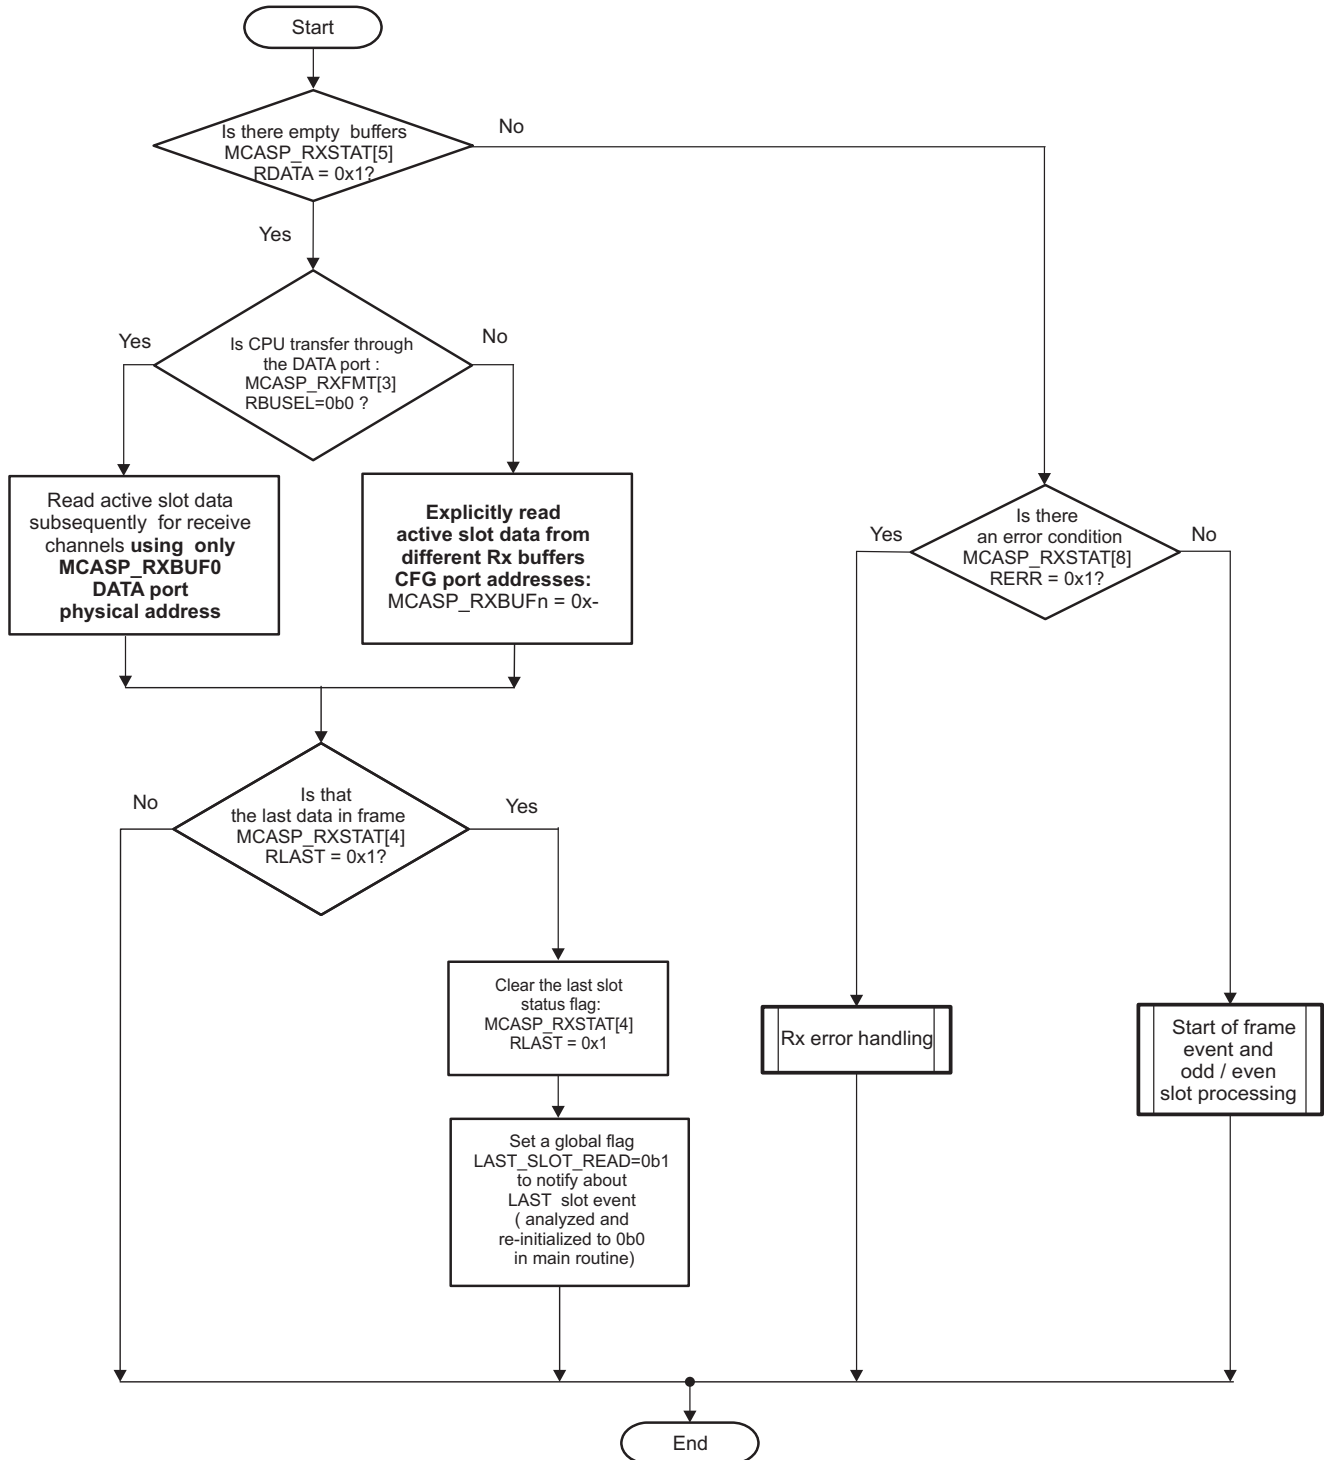 Start
Is there empty buffers
MCASP_RXSTAT[5]
RDATA = 0x1?
No
Yes
Is CPU transfer through
the DATA port :
MCASP_RXFMT[3]
RBUSEL=0b0 ?
Yes
No
Read active slot data
subsequently for receive
channels using only
MCASP_RXBUF0
DATA port
physical address
Explicitly read
active slot data from
different Rx buffers
CFG port addresses:
MCASP_RXBUFn = 0x-
Is there
an error condition
MCASP_RXSTAT[8]
RERR = 0x1?
Yes
No
Is that
the last data in frame
MCASP_RXSTAT[4]
RLAST = 0x1?
No
Yes
Clear the last slot
status flag:
MCASP_RXSTAT[4]
RLAST = 0x1
Rx error handling
Start of frame
event and
odd / even
slot processing
Set a global flag
LAST_SLOT_READ=0b1
to notify about
LAST slot event
( analyzed and
re-initialized to 0b0
in main routine)
End